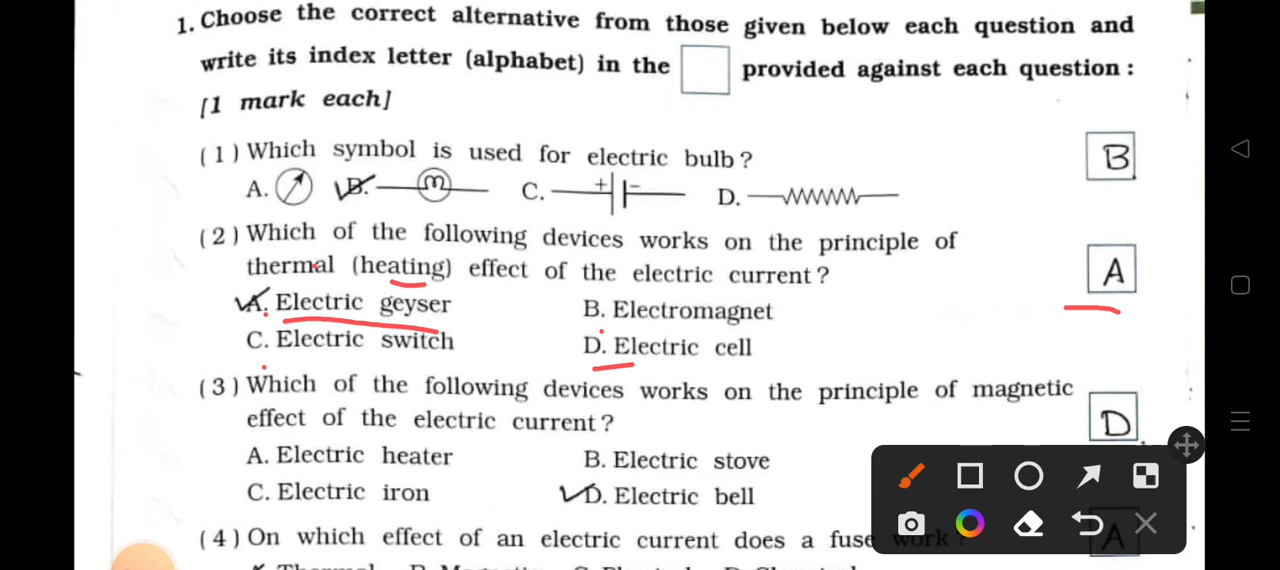 1. Choose the correct alternative from those given below each question and
write its index letter (alphabet) in the provided against each question :
[1 mark each]
(1) Which symbol is used for electric bulb? B
A. B. C. D.
(2) Which of the following devices works on the principle of
thermal (heating) effect of the electric current? A
A. Electric geyser B. Electromagnet
C. Electric switch D. Electric cell
(3) Which of the following devices works on the principle of magnetic
effect of the electric current? D
A. Electric heater B. Electric stove
C. Electric iron D. Electric bell
(4) On which effect of an electric current does a fuse work? A